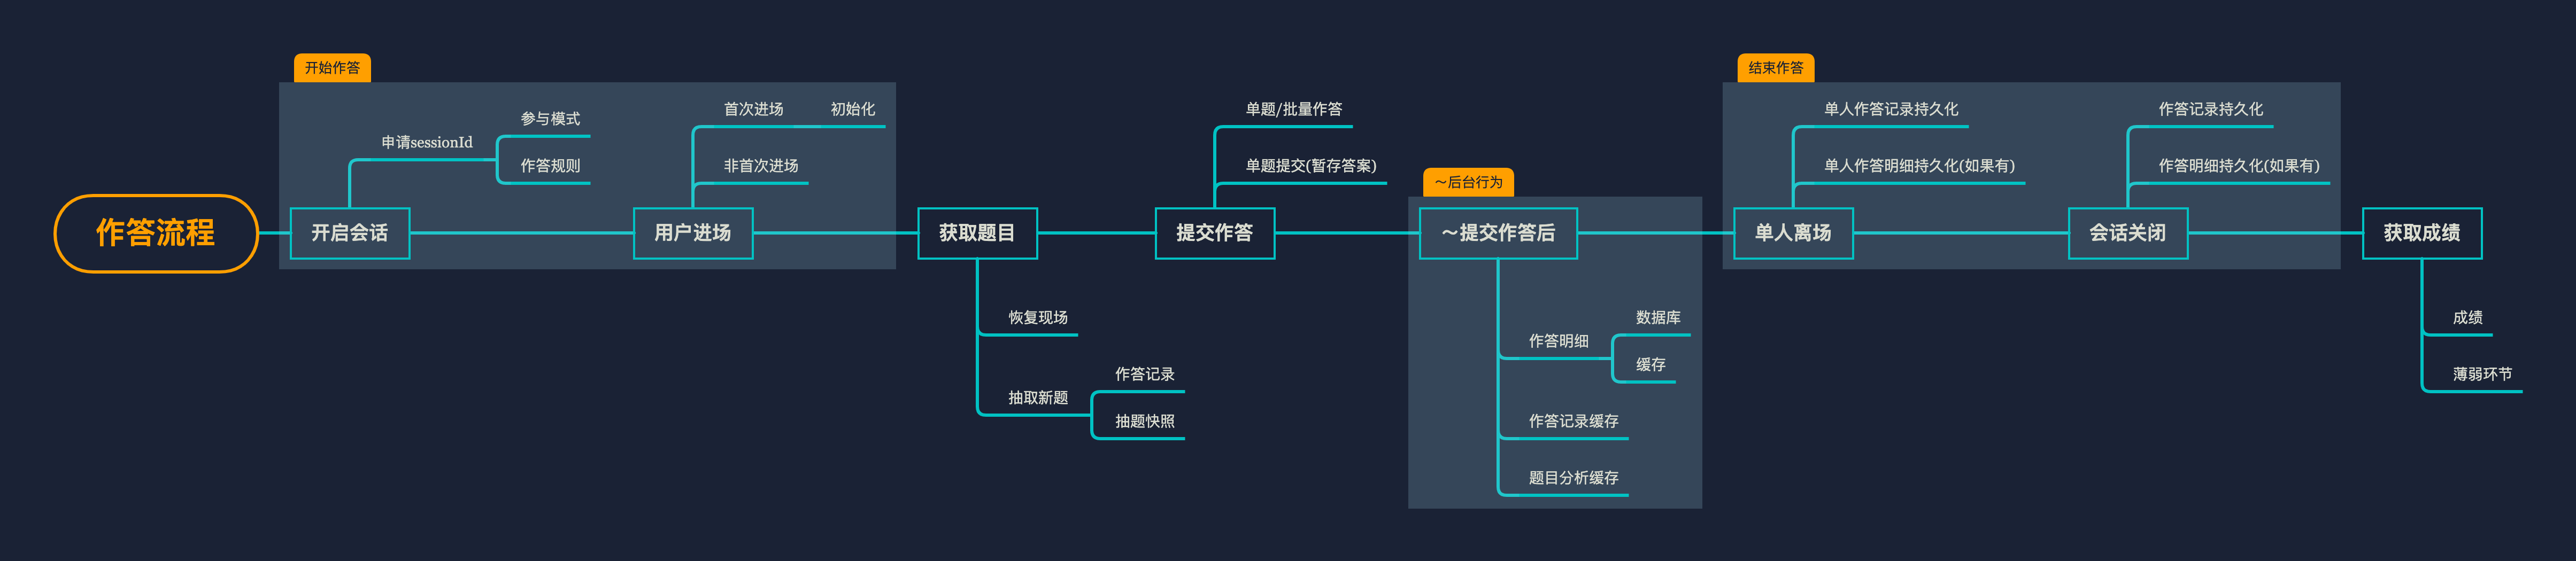 作答流程
开始作答
开启会话
申请sessionId
参与模式
作答规则
用户进场
首次进场
初始化
非首次进场
获取题目
恢复现场
抽取新题
作答记录
抽题快照
提交作答
单题/批量作答
单题提交(暂存答案)
～后台行为
～提交作答后
作答明细
数据库
缓存
作答记录缓存
题目分析缓存
结束作答
单人离场
单人作答记录持久化
单人作答明细持久化(如果有)
会话关闭
作答记录持久化
作答明细持久化(如果有)
获取成绩
成绩
薄弱环节